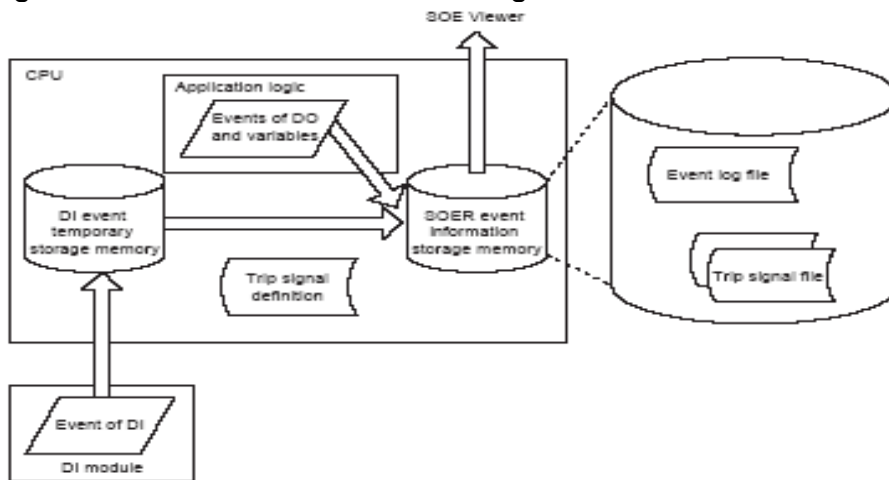 SOE Viewer
CPU
Application logic
Events of DO
and variables
DI event
temporary
storage memory
SOER event
information
storage memory
Trip signal
definition
Event log file
Trip signal file
Event of DI
DI module